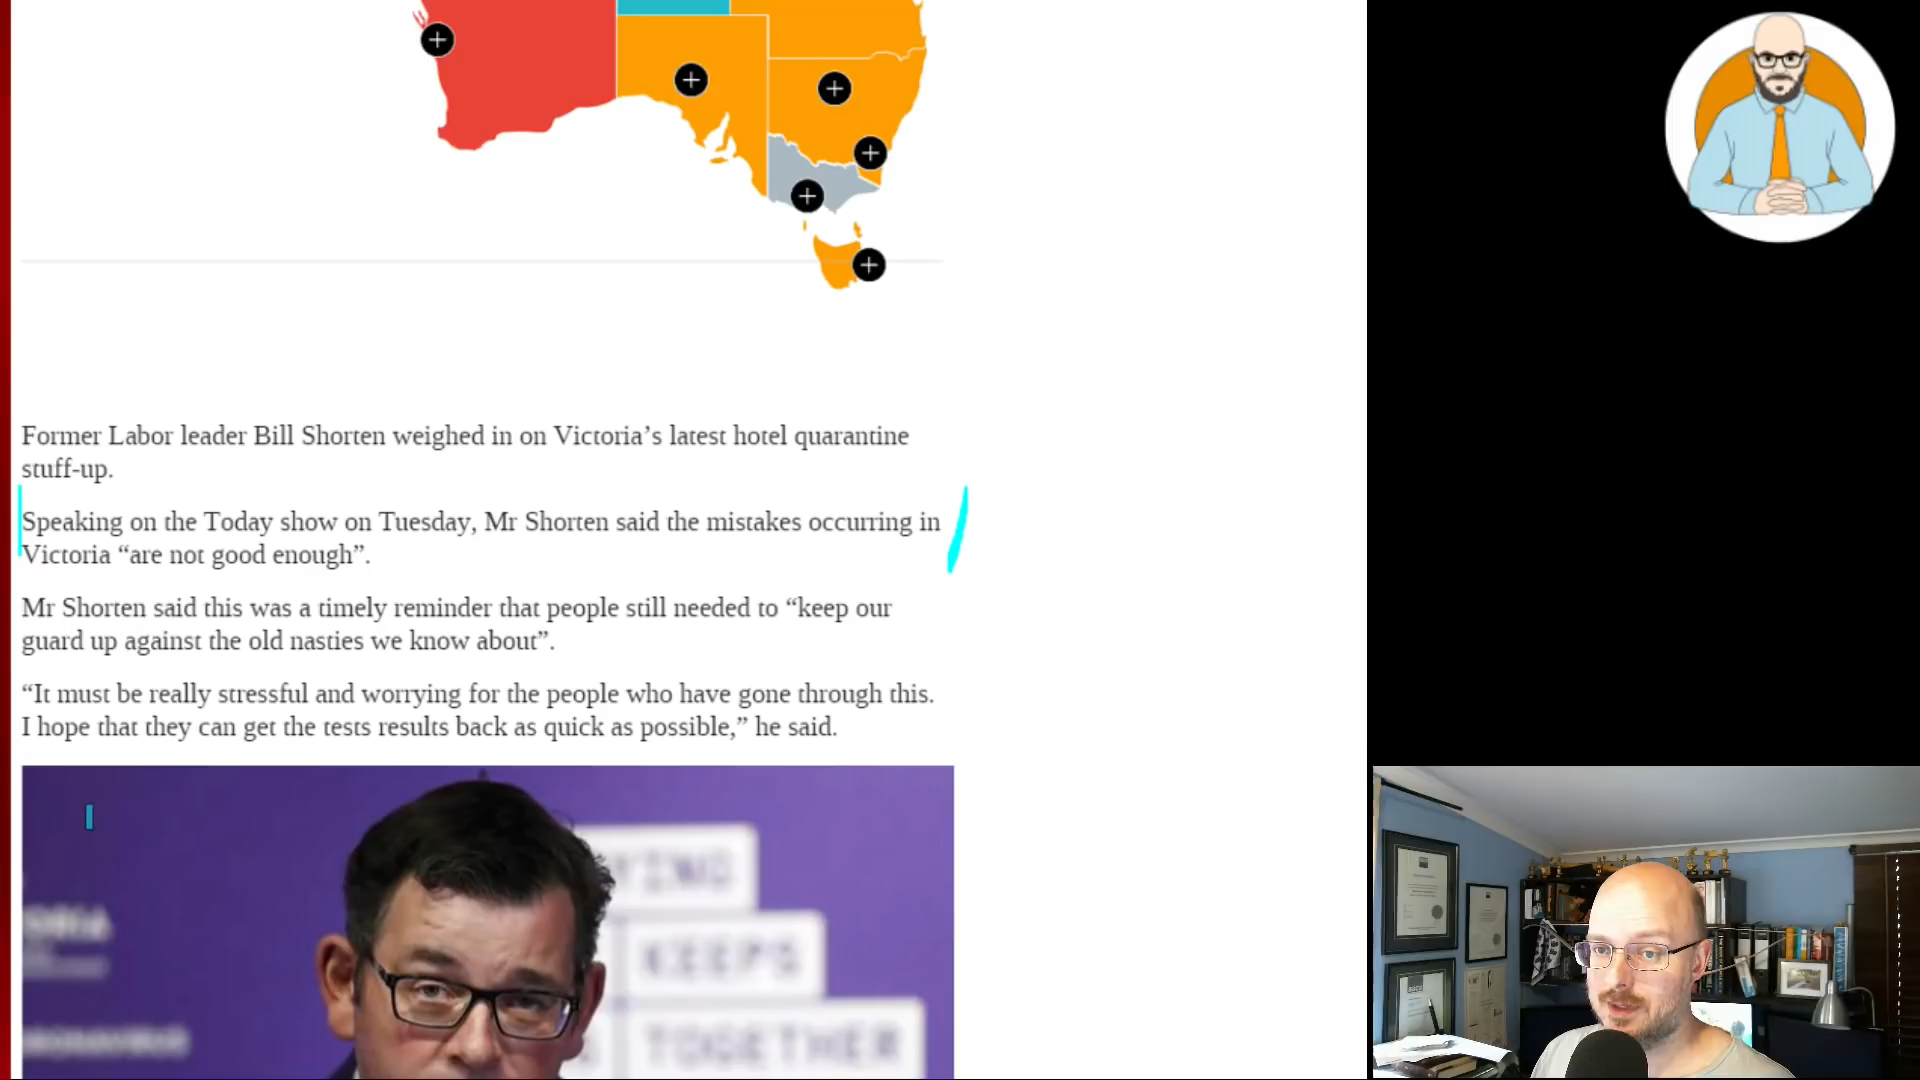 Former Labor leader Bill Shorten weighed in on Victoria’s latest hotel quarantine
stuff-up.
Speaking on the Today show on Tuesday, Mr Shorten said the mistakes occurring in
Victoria “are not good enough”.
Mr Shorten said this was a timely reminder that people still needed to “keep our
guard up against the old nasties we know about”.
“It must be really stressful and worrying for the people who have gone through this.
I hope that they can get the tests results back as quick as possible,” he said.
YING
KEEPS
TOGETHER